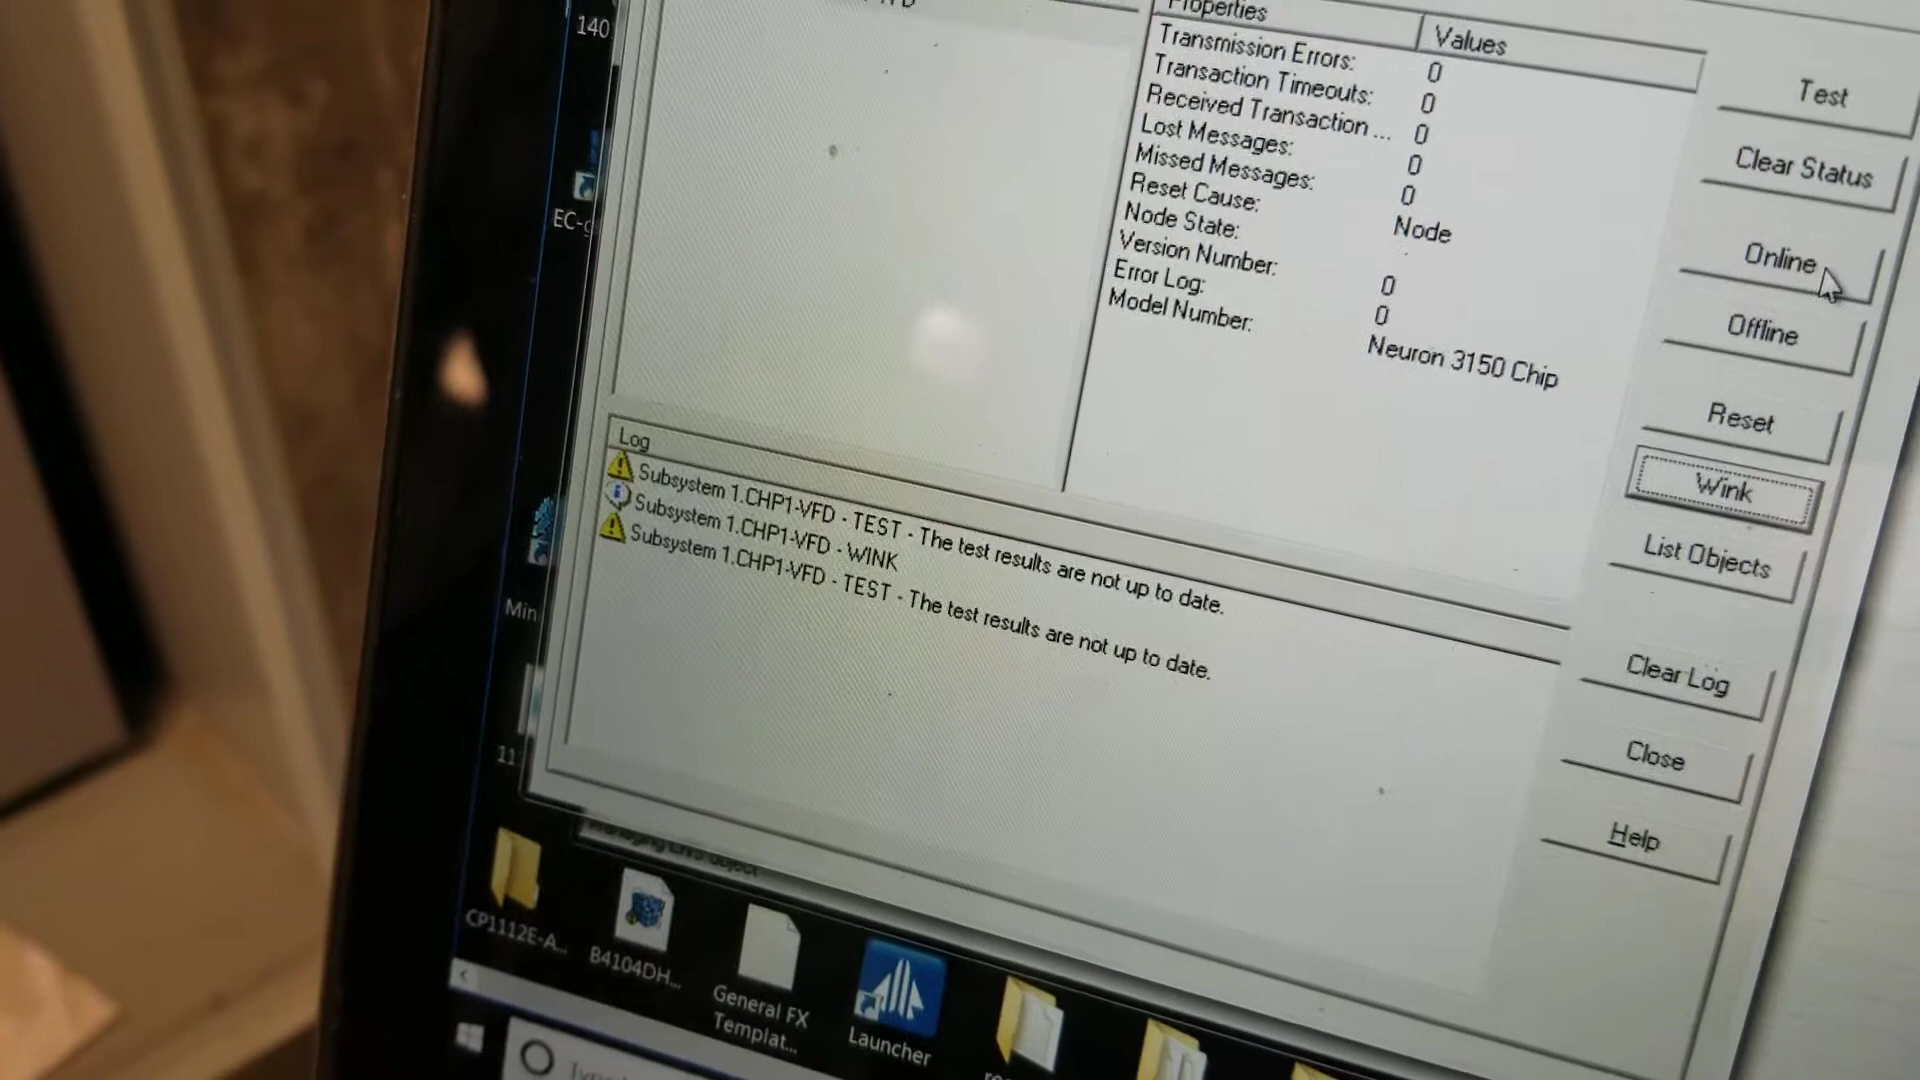 140
Properties
Values
Transmission Errors: 0
Transaction Timeouts: 0
Received Transaction ... 0
Lost Messages: 0
Missed Messages: 0
Reset Cause:
Node State: Node
Version Number:
Error Log: 0
Model Number: 0
Neuron 3150 Chip
Test
Clear Status
Online
Offline
Reset
Wink
List Objects
Clear Log
Close
Help
Log
Subsystem 1.CHP1-VFD - TEST - The test results are not up to date.
Subsystem 1.CHP1-VFD - WINK
Subsystem 1.CHP1-VFD - TEST - The test results are not up to date.
Min
11
CP1112E-A...
B4104DH...
General FX
Templat...
Launcher